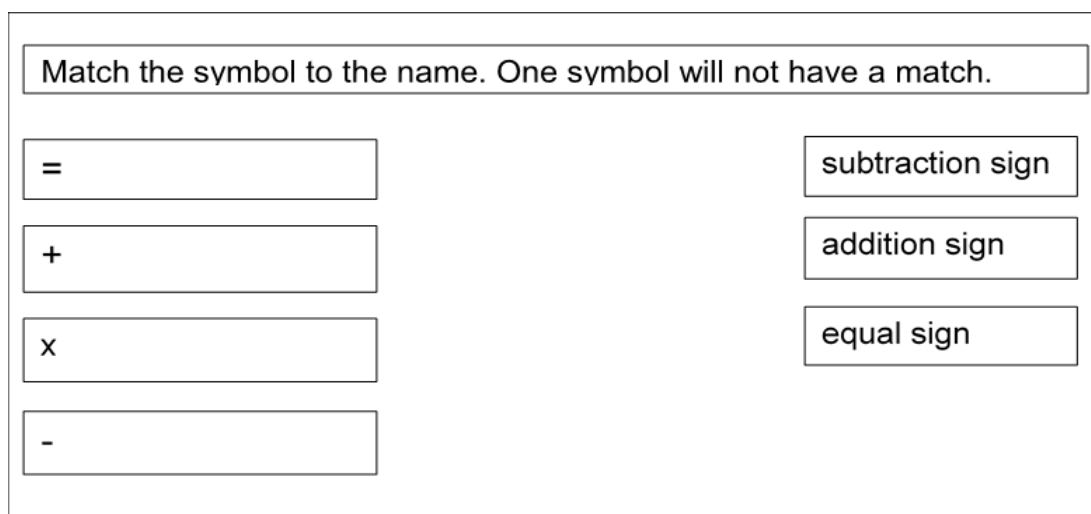 Match the symbol to the name. One symbol will not have a match.
=
subtraction sign
+
addition sign
x
equal sign
-